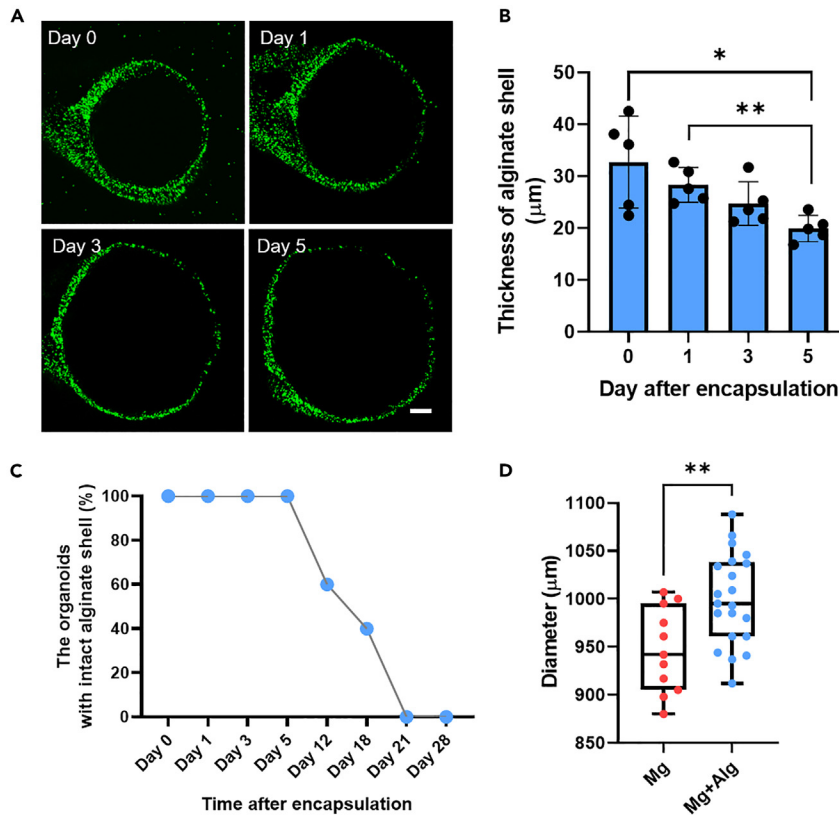 A
Day 0
Day 1
Day 3
Day 5
B
*
**
50
40
30
20
10
0
Thickness of alginate shell
(μm)
0 1 3 5
Day after encapsulation
C
100
80
60
40
20
0
The organoids
with intact alginate shell (%)
Day 0 Day 1 Day 3 Day 5 Day 12 Day 18 Day 21 Day 28
Time after encapsulation
D
**
1100
1050
1000
950
900
850
Diameter (μm)
Mg Mg+Alg